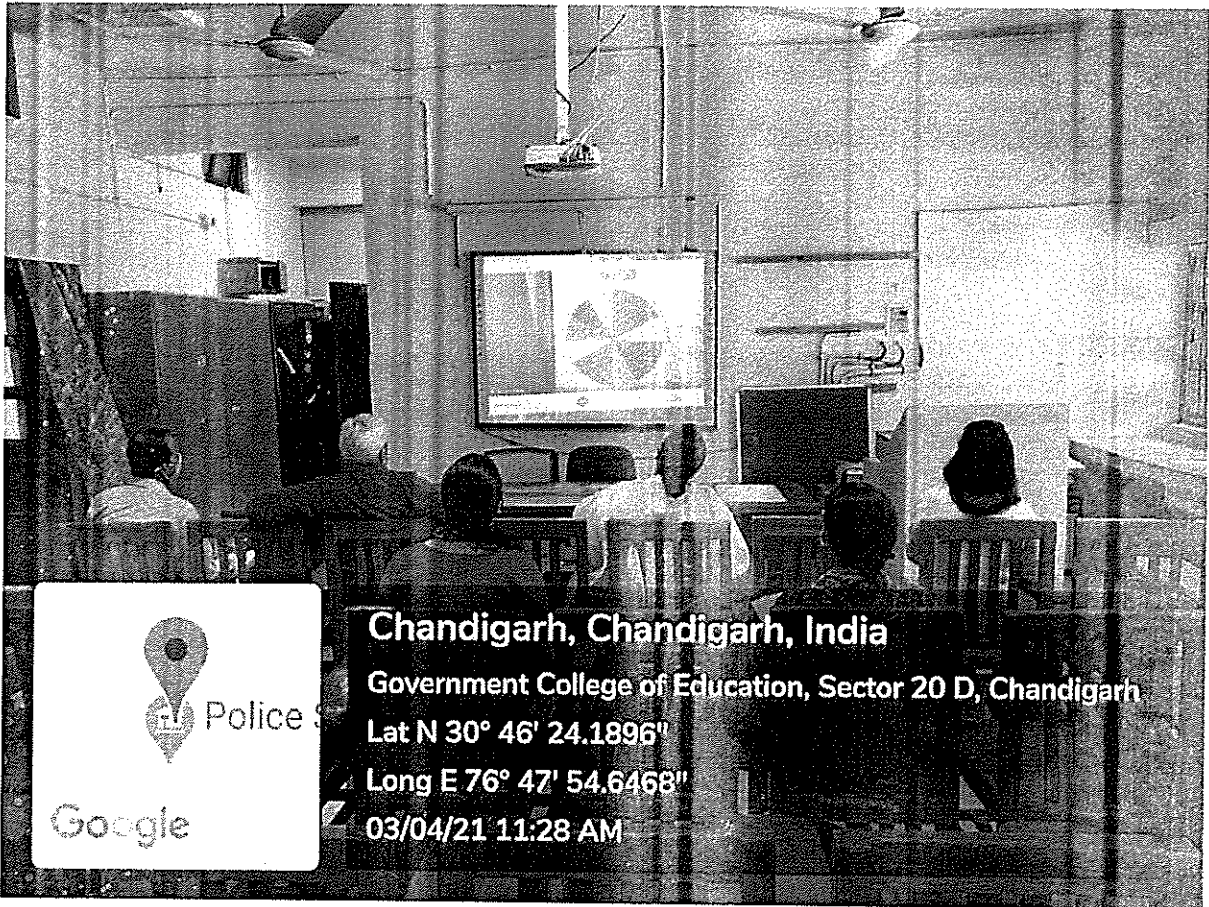 Chandigarh, Chandigarh, India
Government College of Education, Sector 20 D, Chandigarh
Lat N 30° 46' 24.1896"
Long E 76° 47' 54.6468"
03/04/21 11:28 AM
Police
Google